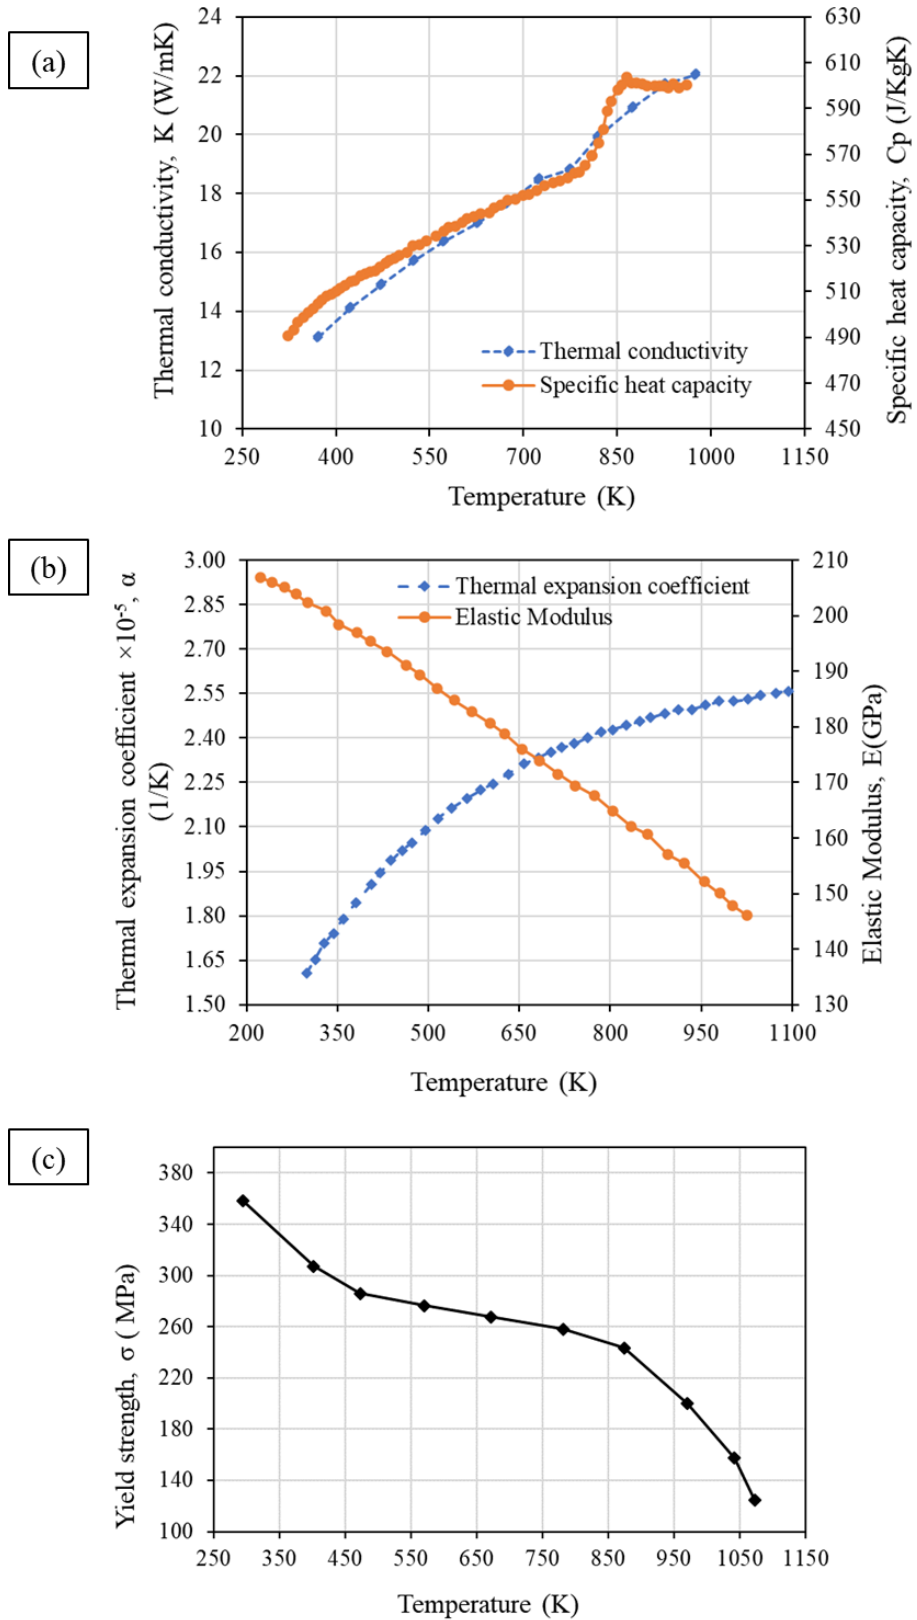 (a)
24
22
20
18
16
14
12
10
Thermal conductivity, K (W/mK)
630
610
590
570
550
530
510
490
470
450
Specific heat capacity, Cp (J/KgK)
Thermal conductivity
Specific heat capacity
250 400 550 700 850 1000 1150
Temperature (K)
(b)
3.00
2.85
2.70
2.55
2.40
2.25
2.10
1.95
1.80
1.65
1.50
Thermal expansion coefficient ×10⁻⁵, α
(1/K)
210
200
190
180
170
160
150
140
130
Elastic Modulus, E(GPa)
Thermal expansion coefficient
Elastic Modulus
200 350 500 650 800 950 1100
Temperature (K)
(c)
380
340
300
260
220
180
140
100
Yield strength, σ ( MPa)
250 350 450 550 650 750 850 950 1050 1150
Temperature (K)